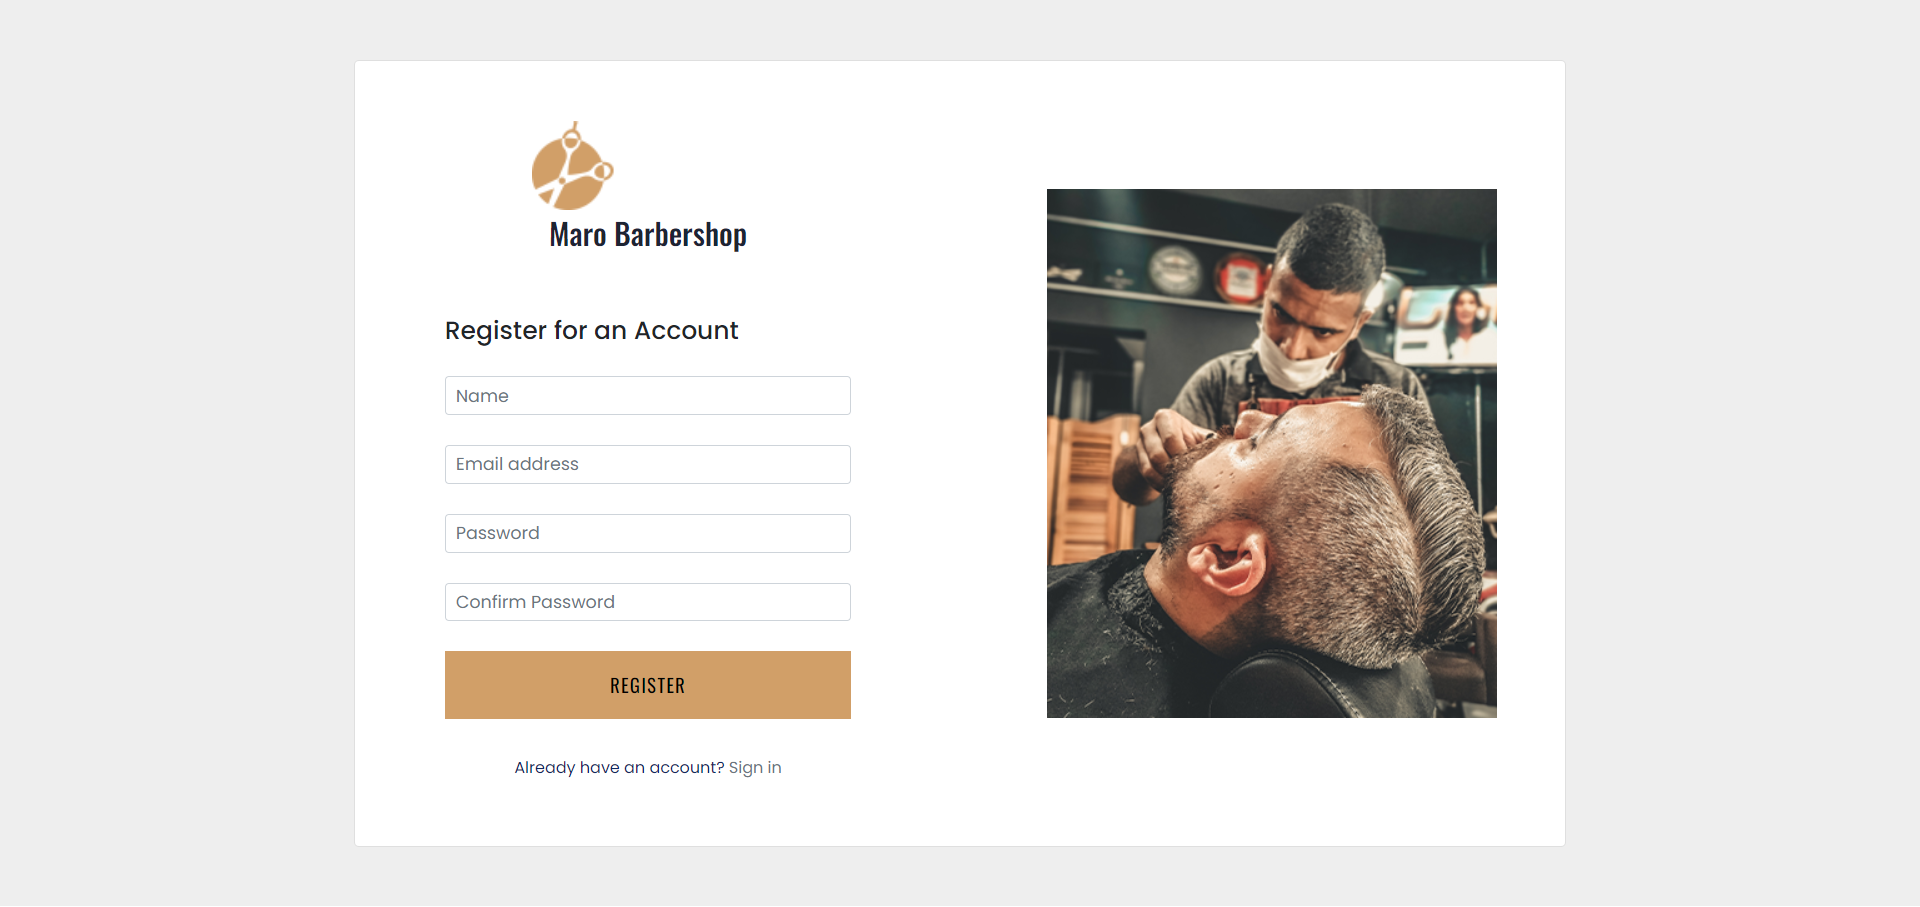 Maro Barbershop
Register for an Account
Name
Email address
Password
Confirm Password
REGISTER
Already have an account? Sign in